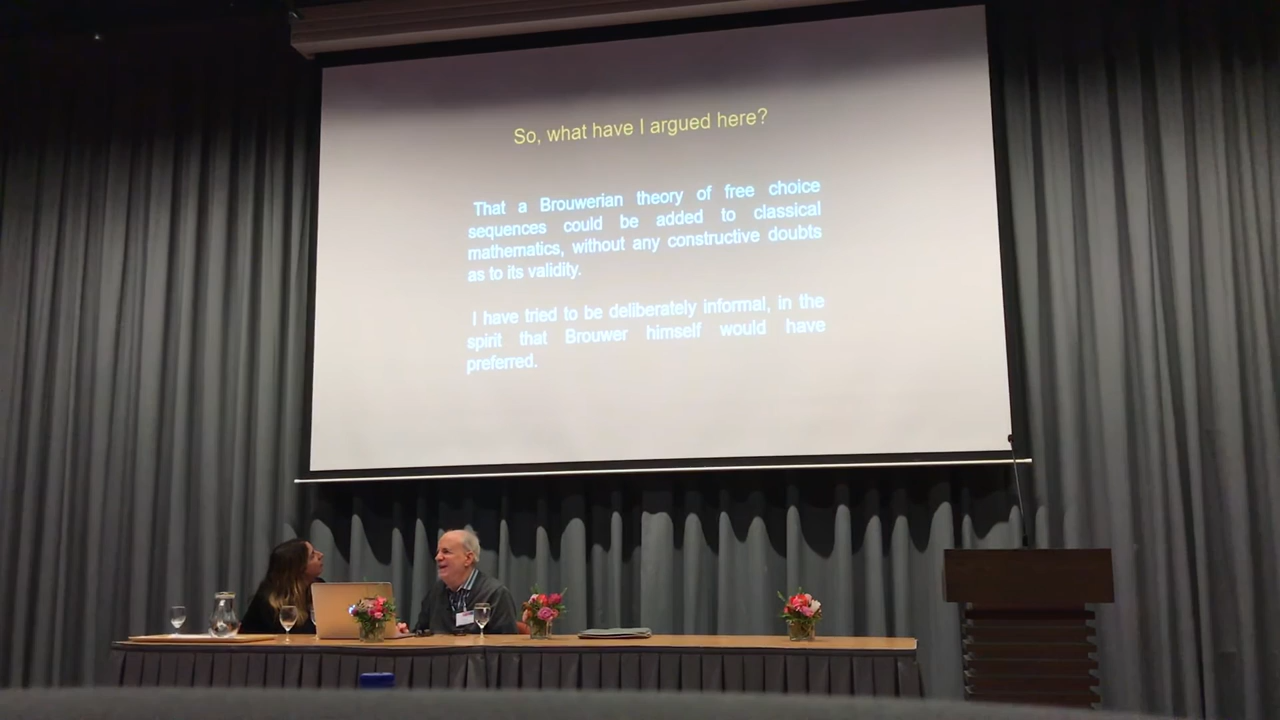 So, what have I argued here?
That a Brouwerian theory of free choice
sequences could be added to classical
mathematics, without any constructive doubts
as to its validity.
I have tried to be deliberately informal, in the
spirit that Brouwer himself would have
preferred.